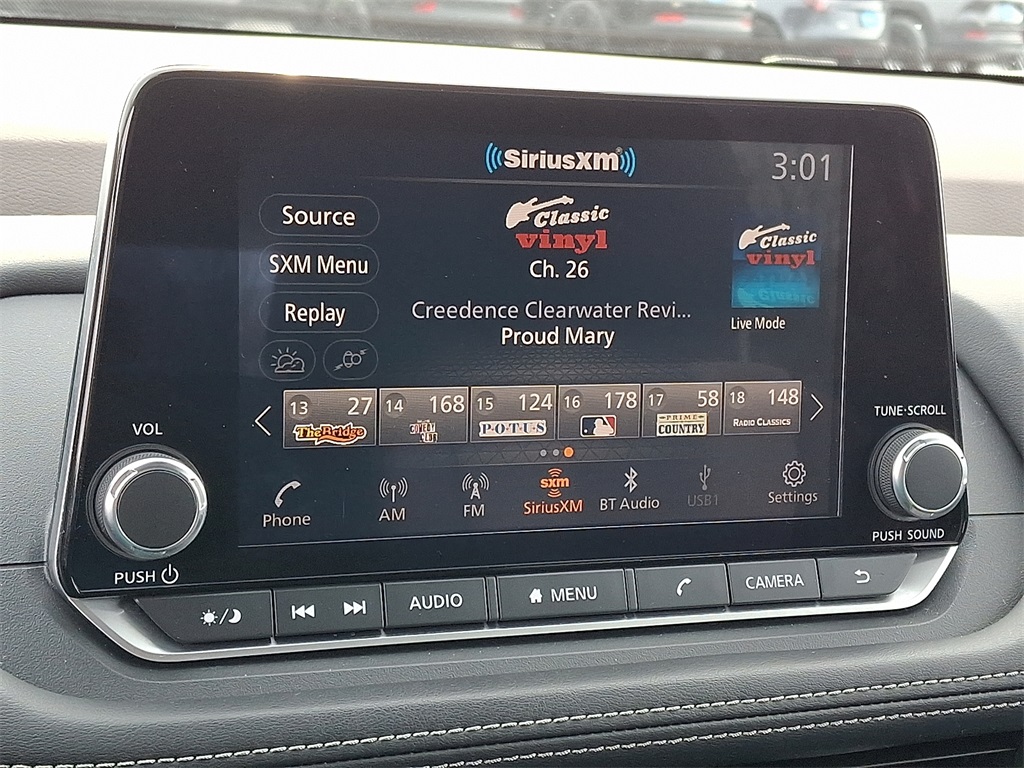 SiriusXM
3:01
Source
SXM Menu
Replay
Classic
vinyl
Ch. 26
Creedence Clearwater Revi...
Proud Mary
Classic
vinyl
Live Mode
13 27
The Bridge
14 168
15 124
P.O.T.U.S
16 178
17 58
PRIME
COUNTRY
18 148
RADIO CLASSICS
Phone
AM
FM
sxm
SiriusXM
BT Audio
USB1
Settings
VOL
PUSH
TUNE·SCROLL
PUSH SOUND
AUDIO
MENU
CAMERA